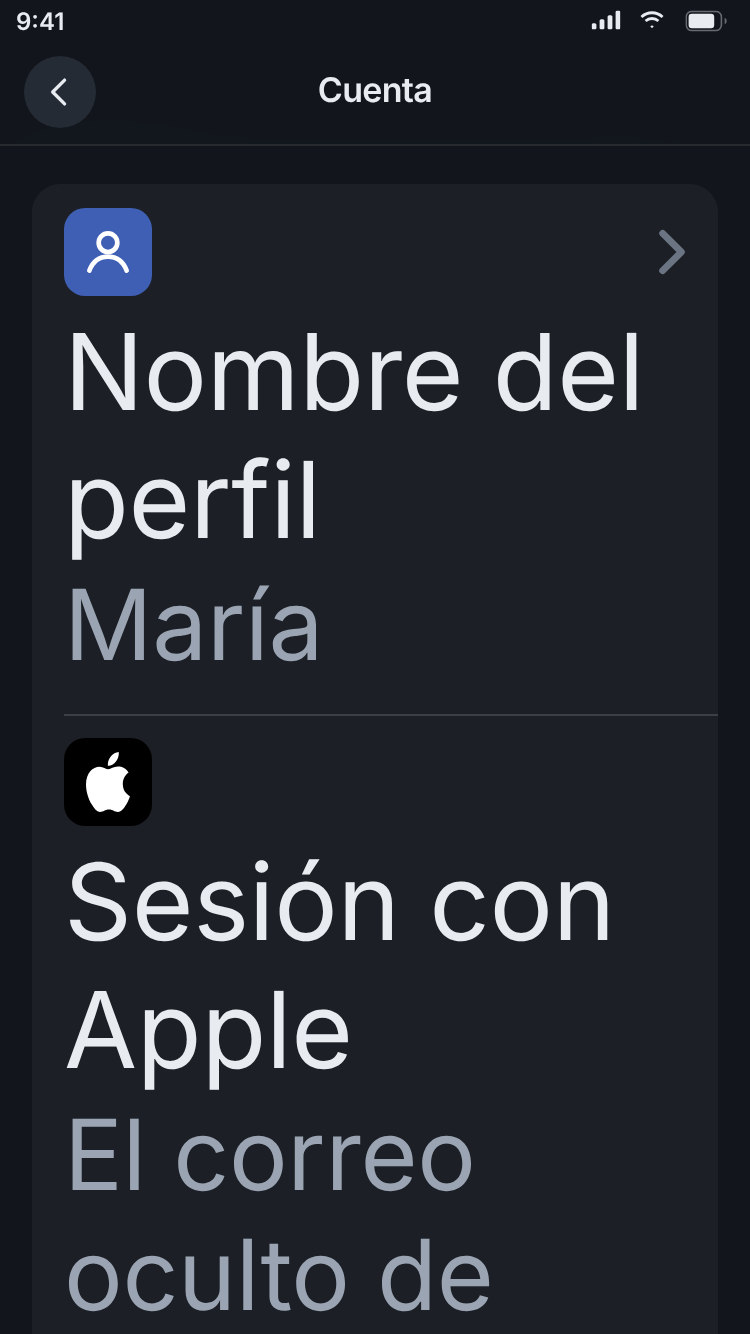 9:41
Cuenta
Nombre del
perfil
María
Sesión con
Apple
El correo
oculto de